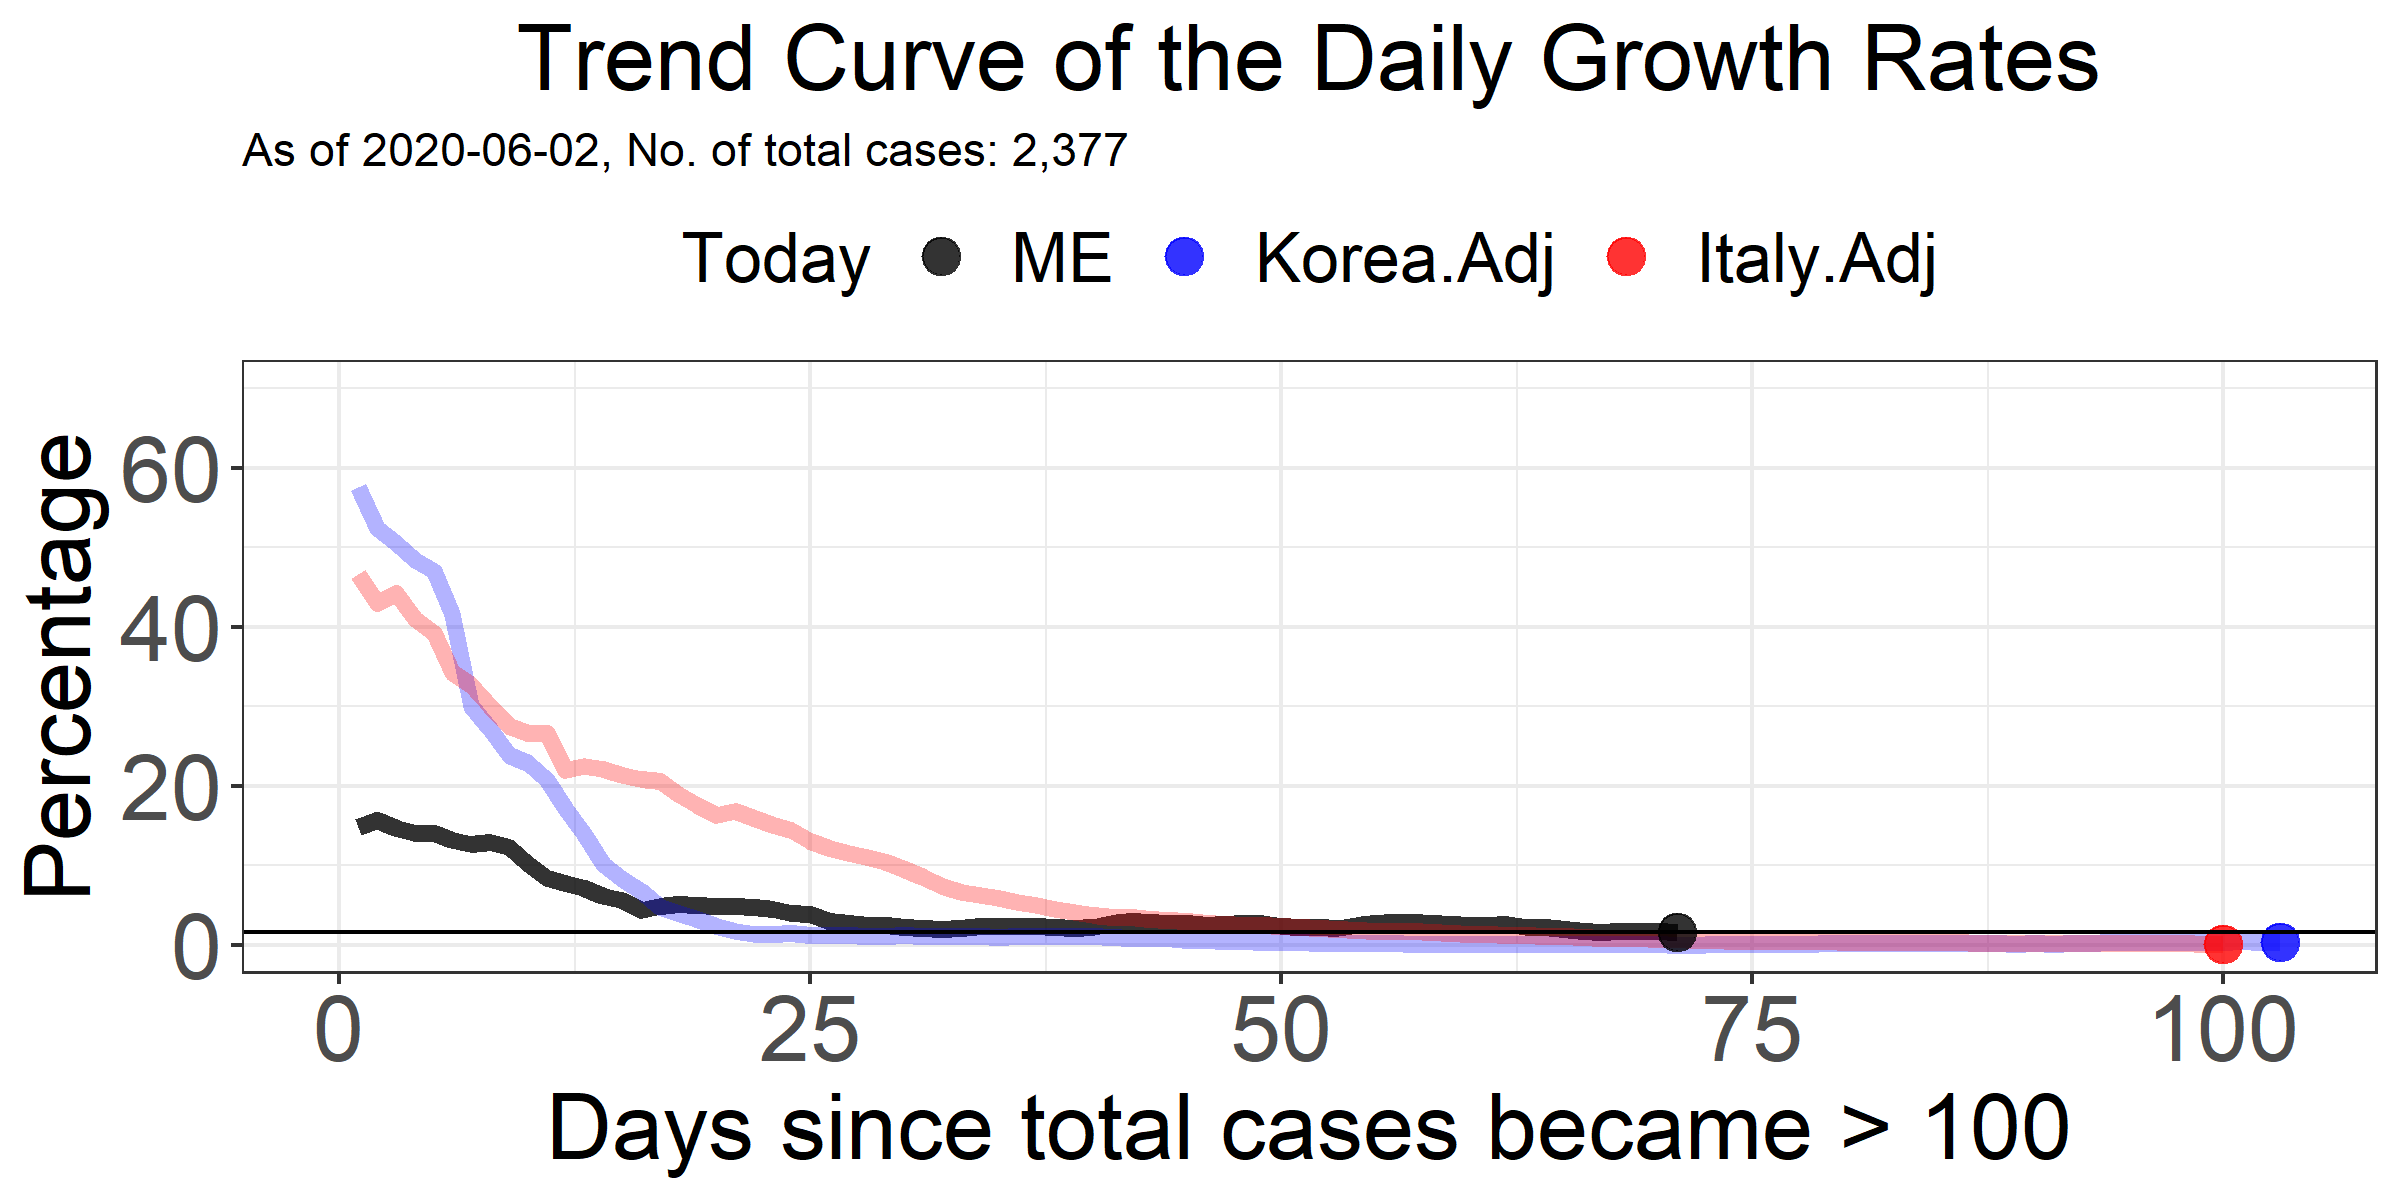 Trend Curve of the Daily Growth Rates
As of 2020-06-02, No. of total cases: 2,377
Today ME Korea.Adj Italy.Adj
Percentage
60
40
20
0
0 25 50 75 100
Days since total cases became > 100